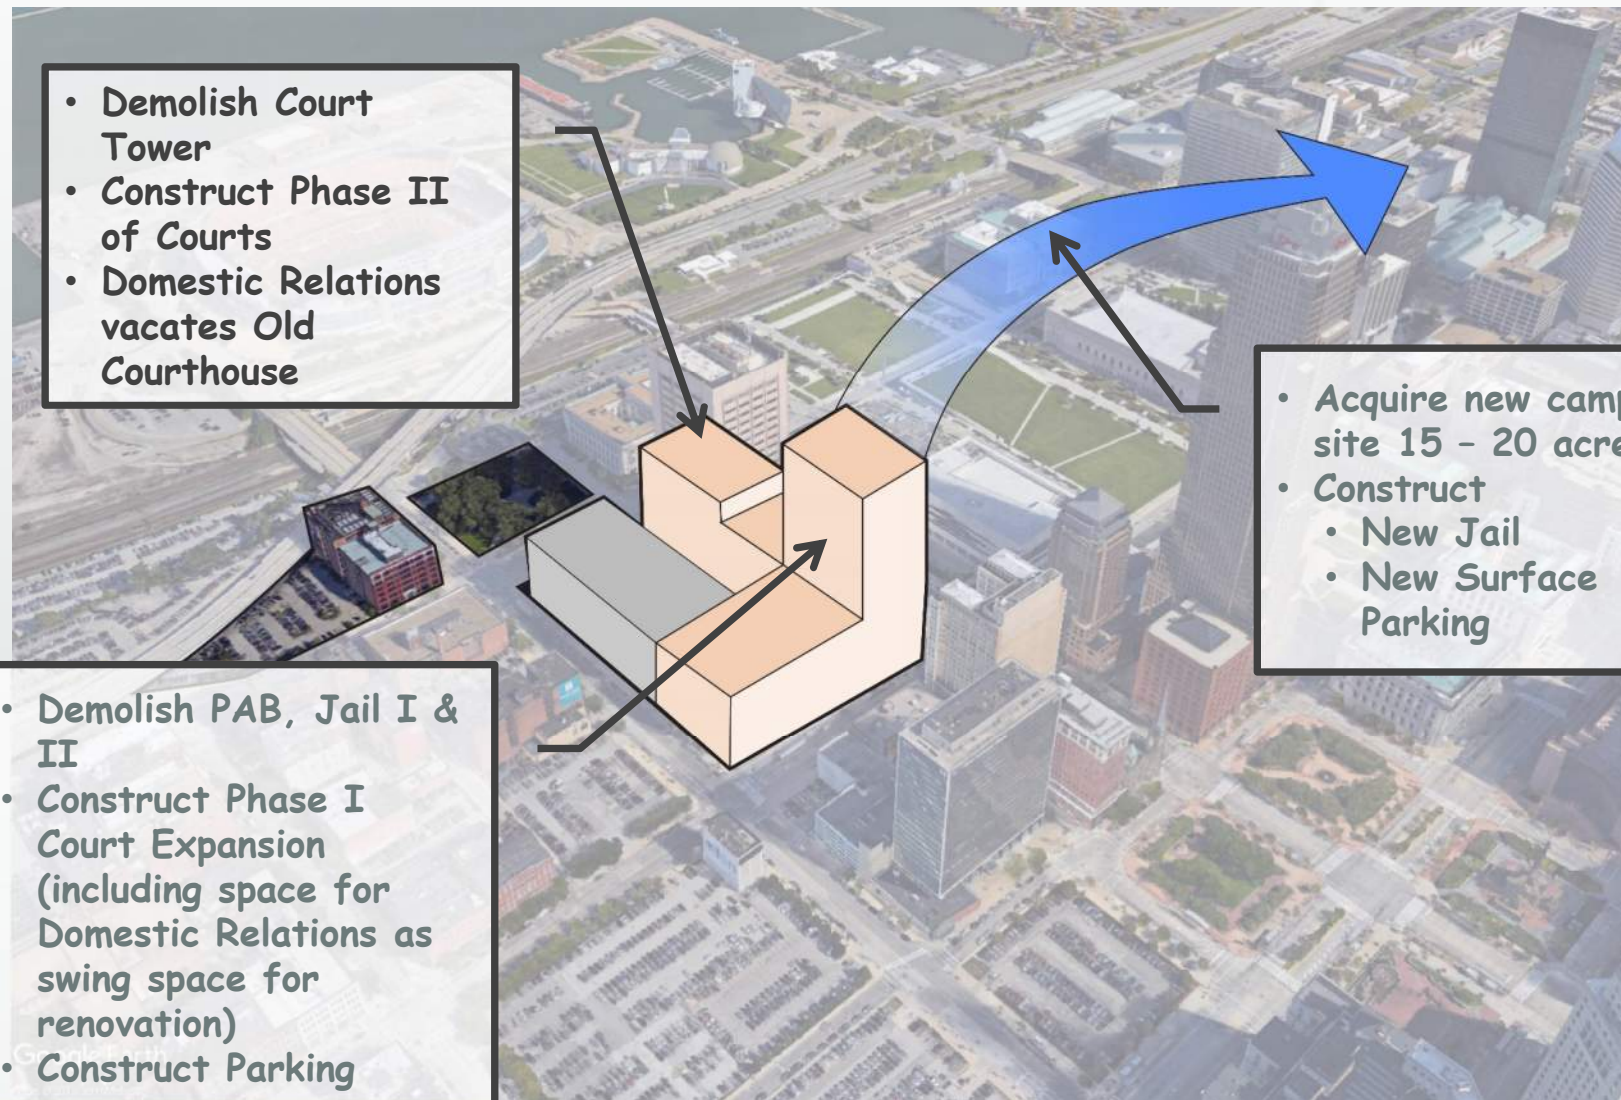 • Demolish Court
Tower
• Construct Phase II
of Courts
• Domestic Relations
vacates Old
Courthouse
• Acquire new camp
site 15 – 20 acre
• Construct
• New Jail
• New Surface
Parking
• Demolish PAB, Jail I &
II
• Construct Phase I
Court Expansion
(including space for
Domestic Relations as
swing space for
renovation)
Google Earth
• Construct Parking